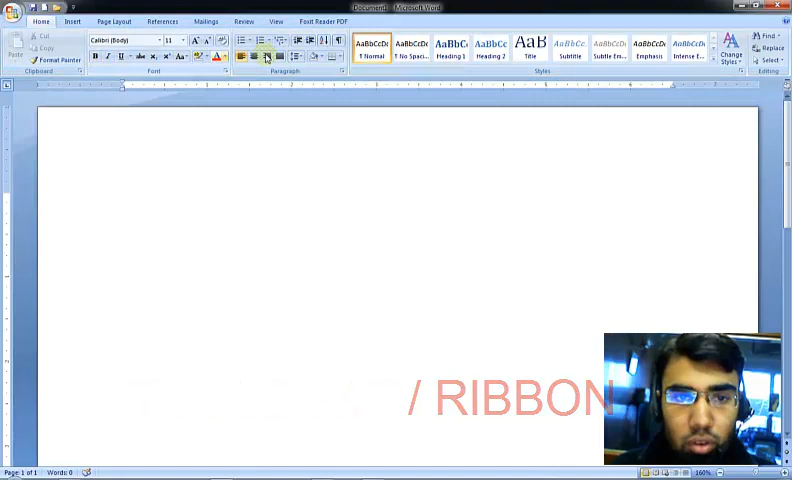 Document1 - Microsoft Word
Home Insert Page Layout References Mailings Review View Foxit Reader PDF
Cut
Copy
Format Painter
Paste
Clipboard
Calibri (Body) 11
Font
Paragraph
AaBbCcDc AaBbCcDc AaBbCc AaBbCc AaB AaBbCc. AaBbCcDc AaBbCcDc AaBbCcDc
¶ Normal ¶ No Spaci... Heading 1 Heading 2 Title Subtitle Subtle Em... Emphasis Intense E...
Styles
Change
Styles
Find
Replace
Select
Editing
/ RIBBON
Page: 1 of 1 Words: 0
160%